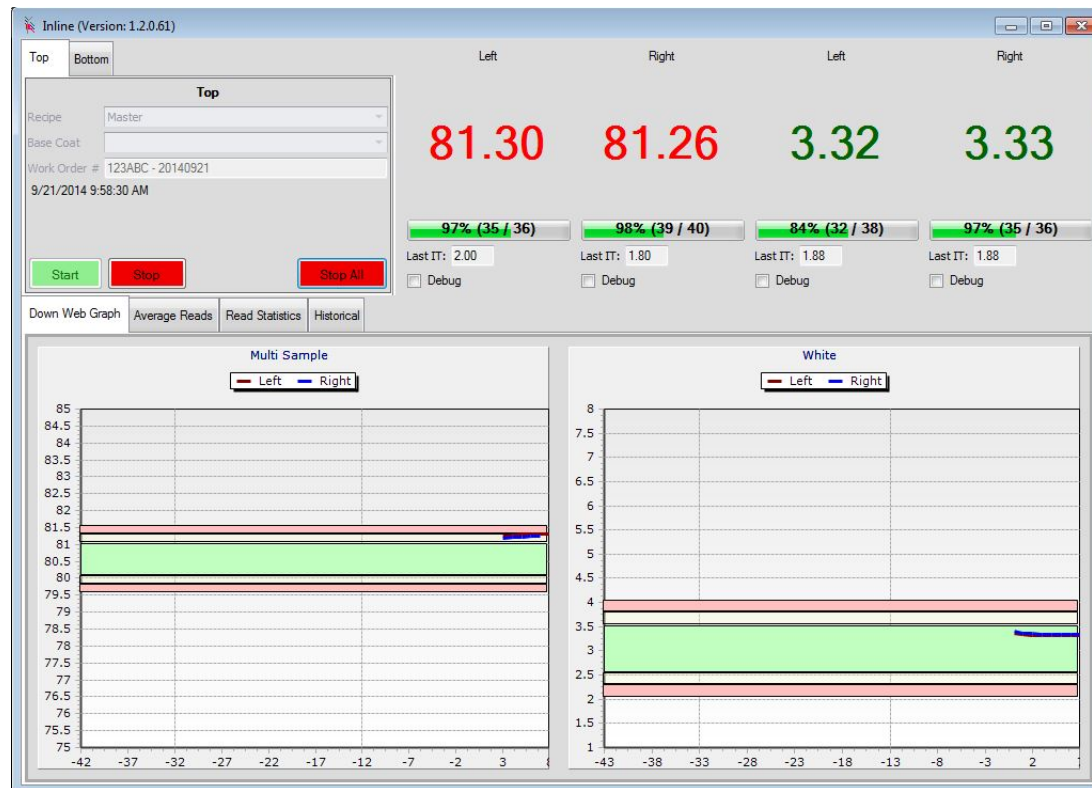 Inline (Version: 1.2.0.61)
Top Bottom
Left Right Left Right
Top
Recipe Master
Base Coat
Work Order # 123ABC - 20140921
9/21/2014 9:58:30 AM
81.30 81.26 3.32 3.33
97% (35 / 36) 98% (39 / 40) 84% (32 / 38) 97% (35 / 36)
Last IT: 2.00 Last IT: 1.80 Last IT: 1.88 Last IT: 1.88
Start Stop Stop All
Debug Debug Debug Debug
Down Web Graph Average Reads Read Statistics Historical
Multi Sample
Left Right
85
84.5
84
83.5
83
82.5
82
81.5
81
80.5
80
79.5
79
78.5
78
77.5
77
76.5
76
75.5
75
-42 -37 -32 -27 -22 -17 -12 -7 -2 3
White
Left Right
8
7.5
7
6.5
6
5.5
5
4.5
4
3.5
3
2.5
2
1.5
1
-43 -38 -33 -28 -23 -18 -13 -8 -3 2